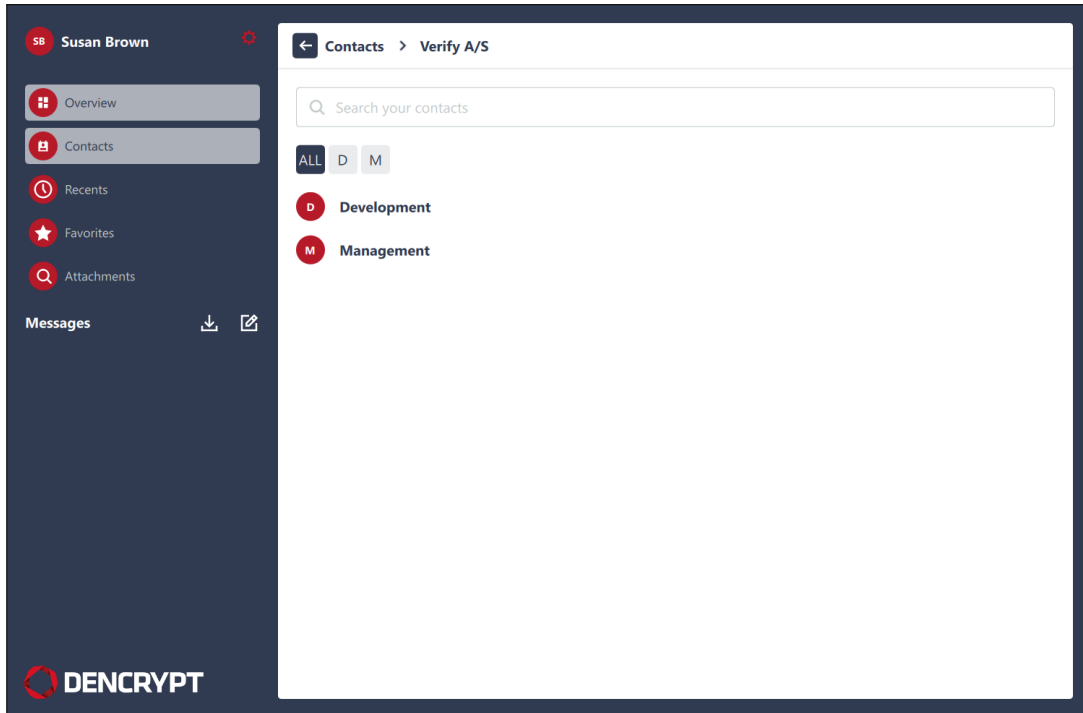 SB Susan Brown
Overview
Contacts
Recents
Favorites
Attachments
Messages
DENCRYPT
Contacts > Verify A/S
Search your contacts
ALL D M
D Development
M Management